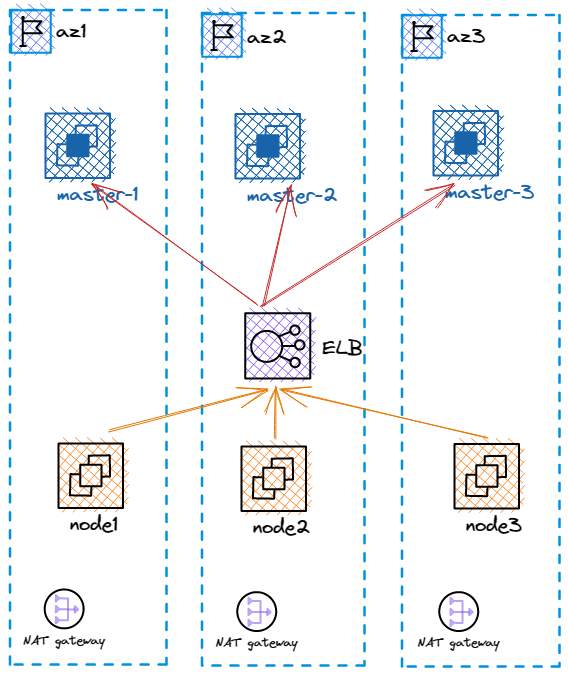 az1
az2
az3
master-1
master-2
master-3
ELB
node1
node2
node3
NAT gateway
NAT gateway
NAT gateway